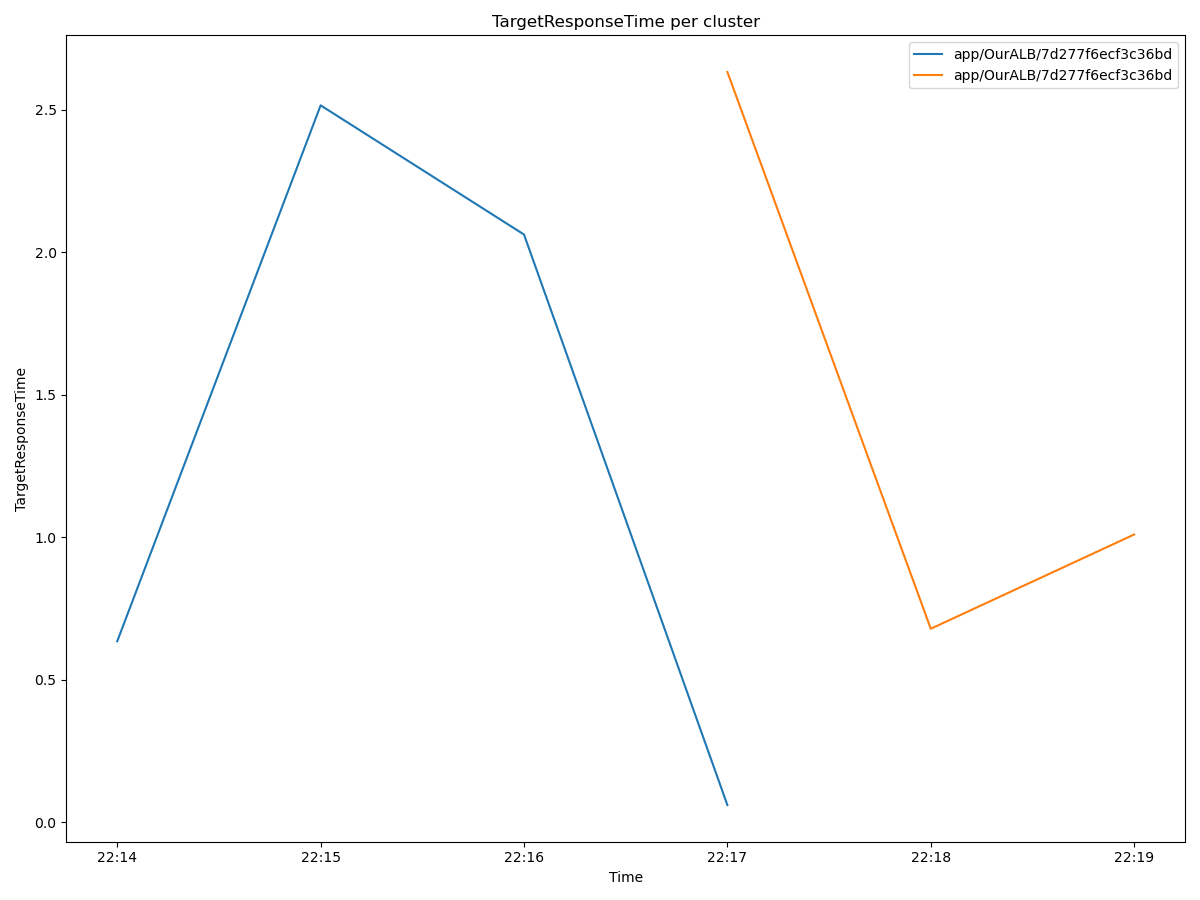 TargetResponseTime per cluster
app/OurALB/7d277f6ecf3c36bd
app/OurALB/7d277f6ecf3c36bd
2.5
2.0
1.5
1.0
0.5
0.0
TargetResponseTime
22:14
22:15
22:16
22:17
22:18
22:19
Time